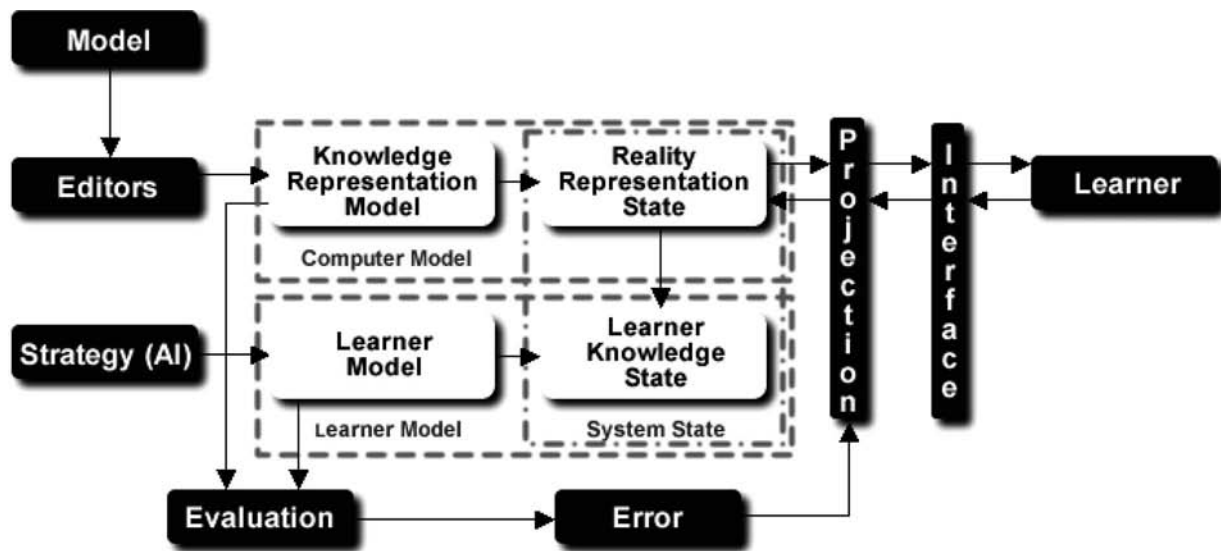 Model
Editors
Knowledge
Representation
Model
Reality
Representation
State
Projection
Interface
Learner
Computer Model
Strategy (AI)
Learner
Model
Learner
Knowledge
State
Learner Model
System State
Evaluation
Error